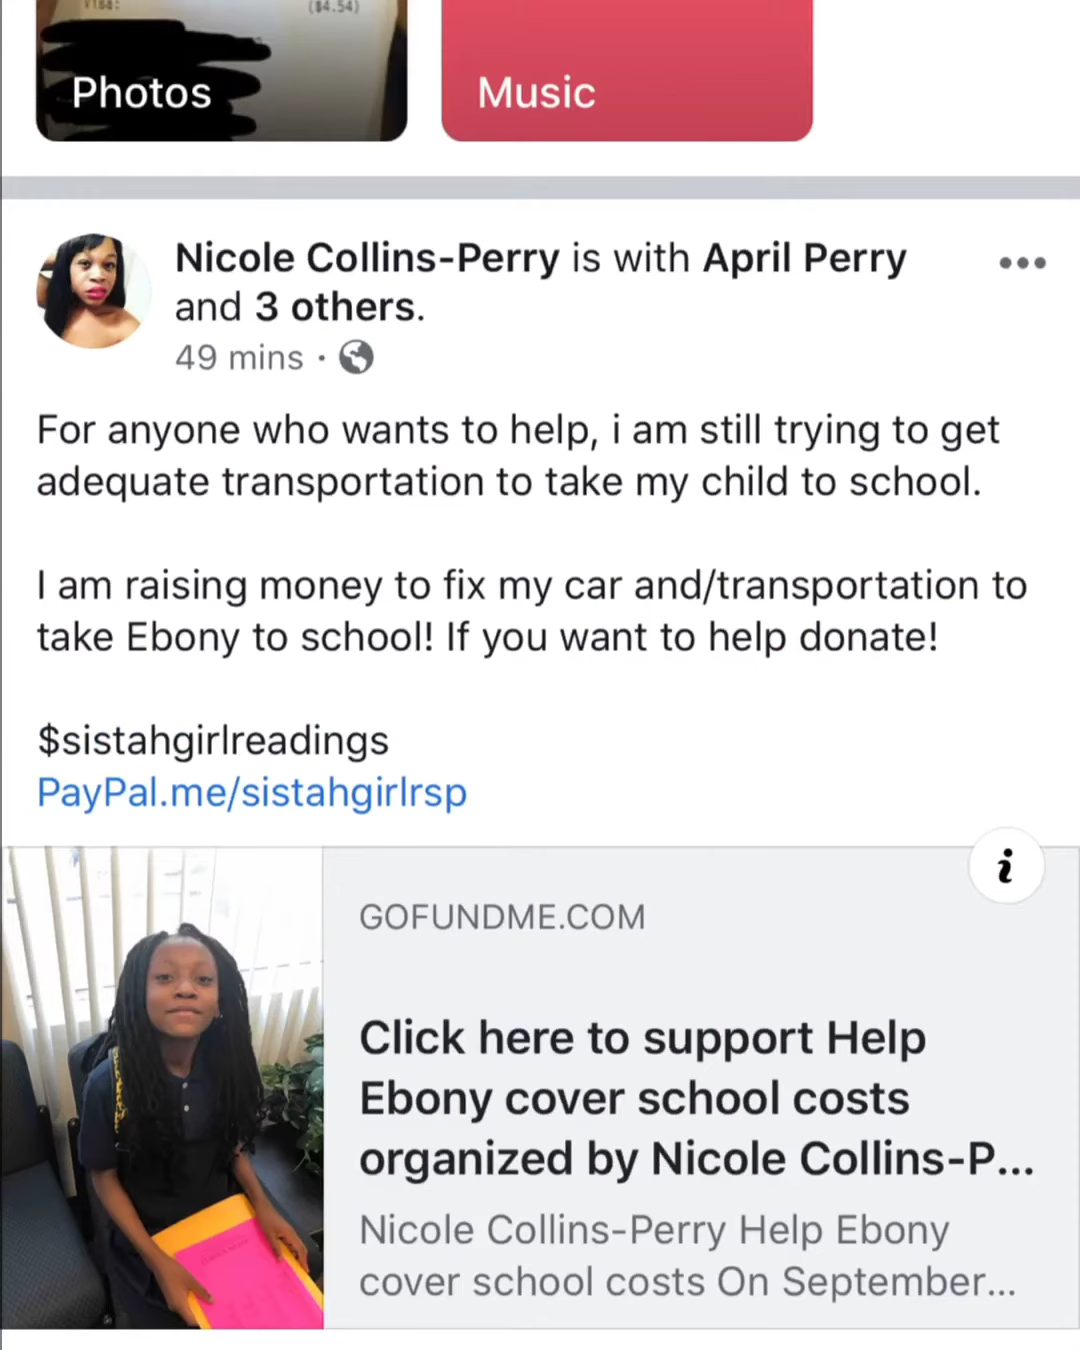 ($4.54)
Photos
Music
Nicole Collins-Perry is with April Perry
and 3 others.
49 mins ·
For anyone who wants to help, i am still trying to get
adequate transportation to take my child to school.
I am raising money to fix my car and/transportation to
take Ebony to school! If you want to help donate!
$sistahgirlreadings
PayPal.me/sistahgirlrsp
GOFUNDME.COM
Click here to support Help
Ebony cover school costs
organized by Nicole Collins-P...
Nicole Collins-Perry Help Ebony
cover school costs On September...